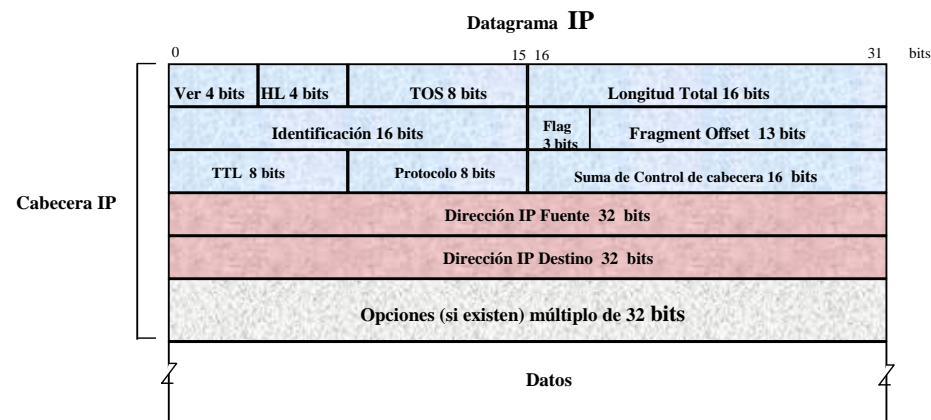 Datagrama IP
0 15 16 31 bits
Ver 4 bits HL 4 bits TOS 8 bits Longitud Total 16 bits
Identificación 16 bits Flag 3 bits Fragment Offset 13 bits
TTL 8 bits Protocolo 8 bits Suma de Control de cabecera 16 bits
Cabecera IP
Dirección IP Fuente 32 bits
Dirección IP Destino 32 bits
Opciones (si existen) múltiplo de 32 bits
Datos